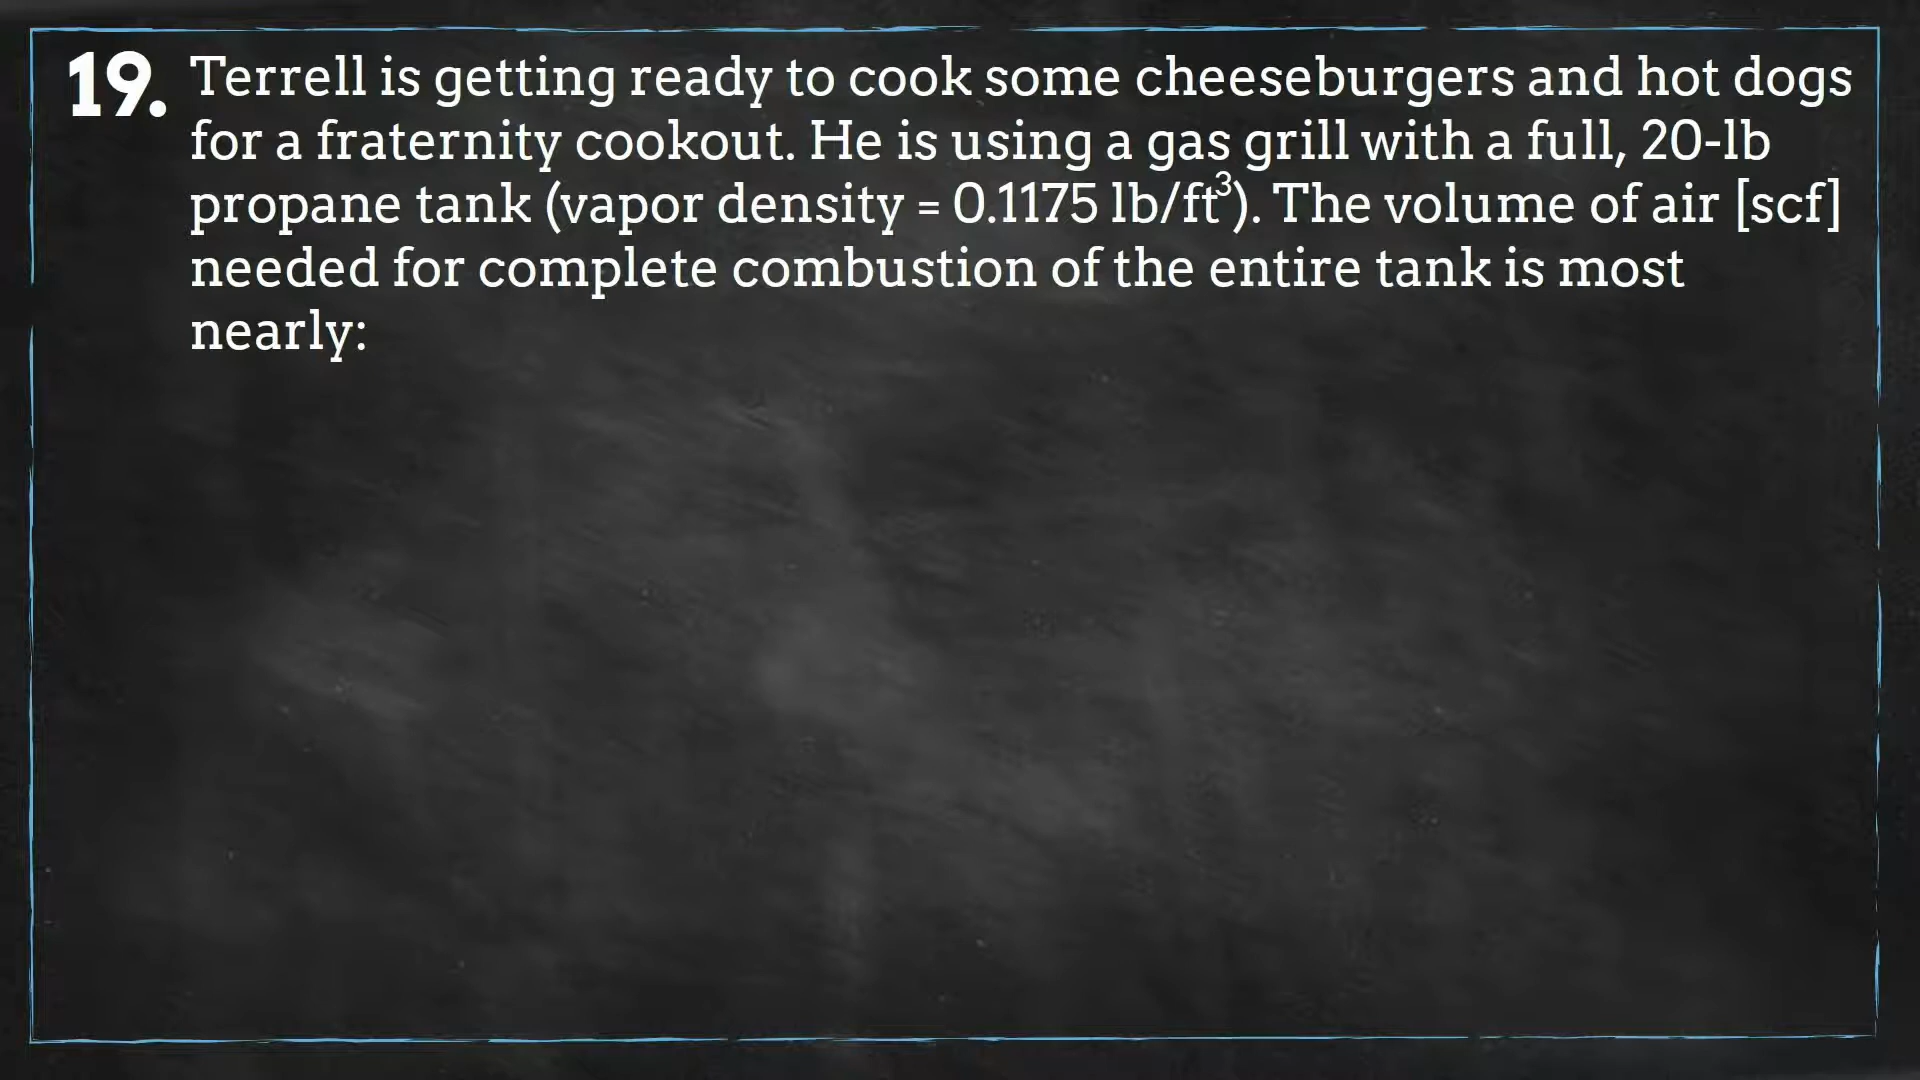 19. Terrell is getting ready to cook some cheeseburgers and hot dogs
for a fraternity cookout. He is using a gas grill with a full, 20-lb
propane tank (vapor density = 0.1175 lb/ft³). The volume of air [scf]
needed for complete combustion of the entire tank is most
nearly: